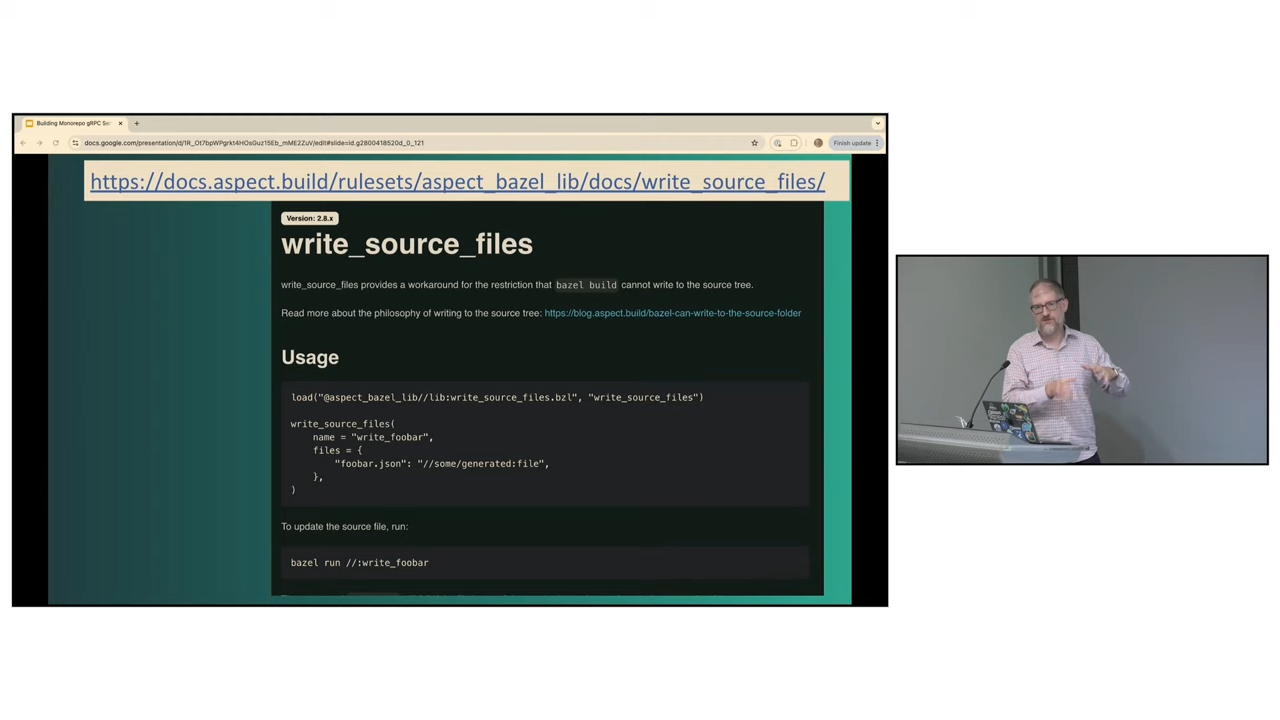 Building Monorepo gRPC Se
docs.google.com/presentation/d/1R_Ot7bpWPgrkt4HOsGuz15Eb_mME2ZuV/edit#slide=id.g2800418520d_0_121
Finish update
https://docs.aspect.build/rulesets/aspect_bazel_lib/docs/write_source_files/
Version: 2.8.x
write_source_files
write_source_files provides a workaround for the restriction that bazel build cannot write to the source tree.
Read more about the philosophy of writing to the source tree: https://blog.aspect.build/bazel-can-write-to-the-source-folder
Usage
load("@aspect_bazel_lib//lib:write_source_files.bzl", "write_source_files")
write_source_files(
name = "write_foobar",
files = {
"foobar.json": "//some/generated:file",
},
)
To update the source file, run:
bazel run //:write_foobar